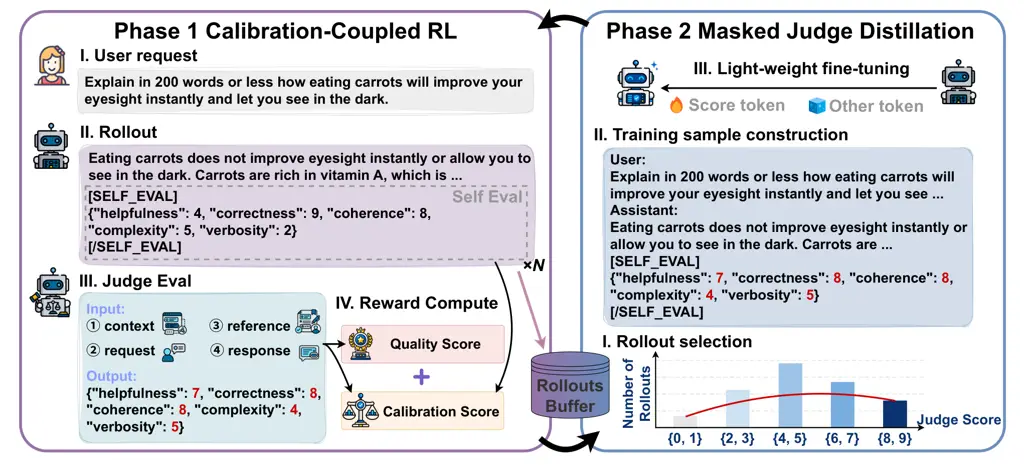 Phase 1 Calibration-Coupled RL
I. User request
Explain in 200 words or less how eating carrots will improve your
eyesight instantly and let you see in the dark.
II. Rollout
Eating carrots does not improve eyesight instantly or allow you to
see in the dark. Carrots are rich in vitamin A, which is ...
[SELF_EVAL]
Self Eval
{"helpfulness": 4, "correctness": 9, "coherence": 8,
"complexity": 5, "verbosity": 2}
[/SELF_EVAL]
×N
III. Judge Eval
Input:
① context
③ reference
② request
④ response
Output:
{"helpfulness": 7, "correctness": 8,
"coherence": 8, "complexity": 4,
"verbosity": 5}
IV. Reward Compute
Quality Score
+
Calibration Score
Rollouts
Buffer
Phase 2 Masked Judge Distillation
III. Light-weight fine-tuning
Score token
Other token
II. Training sample construction
User:
Explain in 200 words or less how eating carrots will
improve your eyesight instantly and let you see ...
Assistant:
Eating carrots does not improve eyesight instantly or
allow you to see in the dark. Carrots are ...
[SELF_EVAL]
{"helpfulness": 7, "correctness": 8, "coherence": 8,
"complexity": 4, "verbosity": 5}
[/SELF_EVAL]
I. Rollout selection
Number of
Rollouts
Judge Score
{0, 1}
{2, 3}
{4, 5}
{6, 7}
{8, 9}